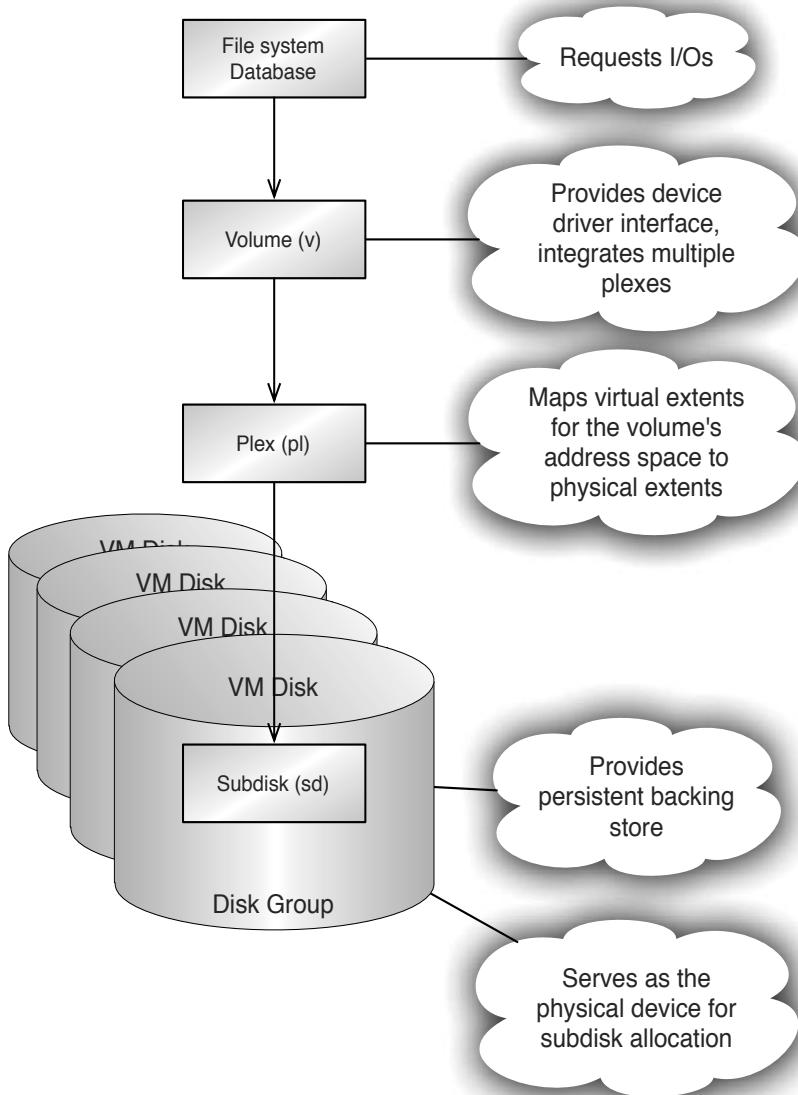 File system
Database
Requests I/Os
Volume (v)
Provides device
driver interface,
integrates multiple
plexes
Plex (pl)
Maps virtual extents
for the volume's
address space to
physical extents
VM Disk
VM Disk
VM Disk
VM Disk
Subdisk (sd)
Provides
persistent backing
store
Disk Group
Serves as the
physical device for
subdisk allocation